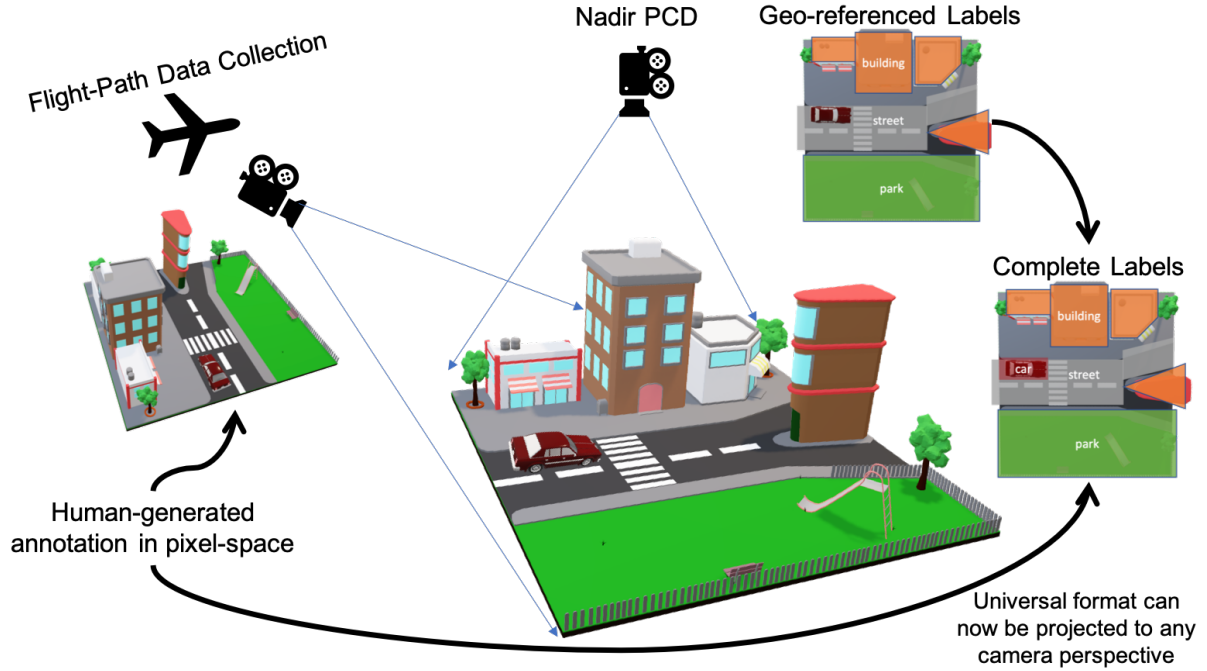 Nadir PCD
Geo-referenced Labels
Flight-Path Data Collection
building
street
park
Complete Labels
building
car
street
park
Human-generated
annotation in pixel-space
Universal format can
now be projected to any
camera perspective